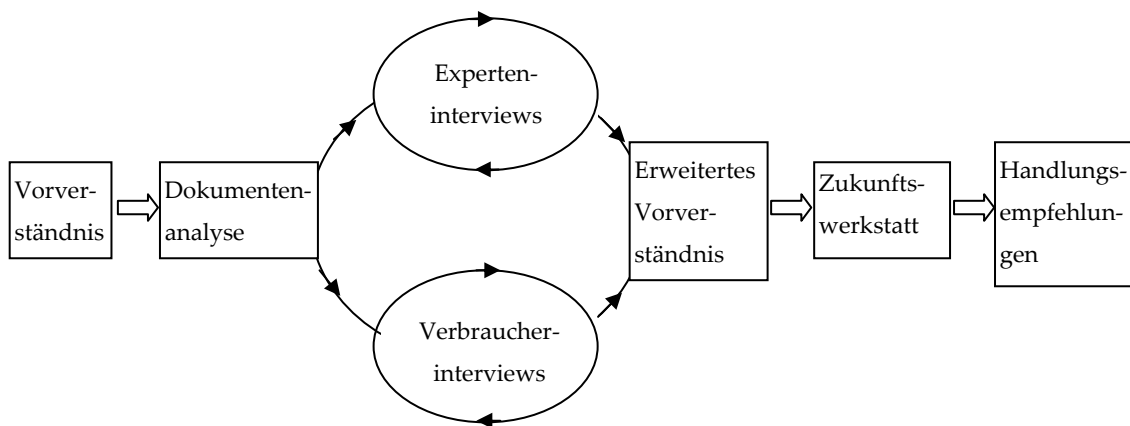 Vorver-
ständnis
Dokumenten-
analyse
Experten-
interviews
Verbraucher-
interviews
Erweitertes
Vorver-
ständnis
Zukunfts-
werkstatt
Handlungs-
empfehlun-
gen